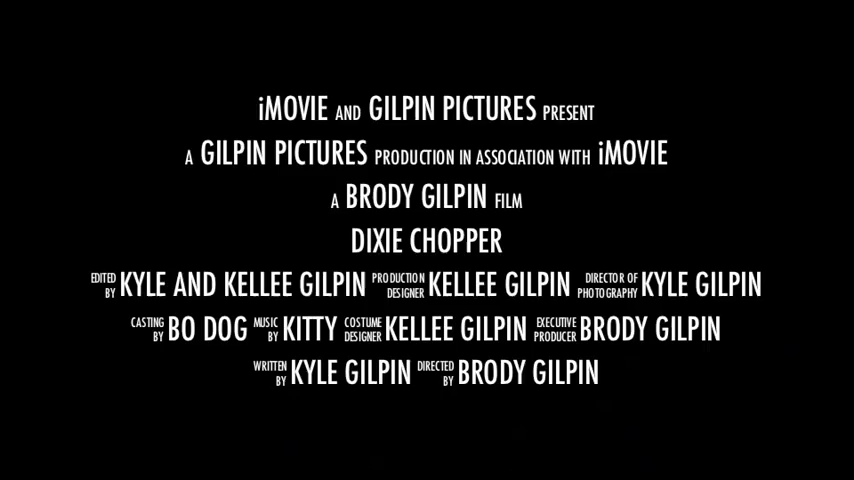 iMOVIE AND GILPIN PICTURES PRESENT
A GILPIN PICTURES PRODUCTION IN ASSOCIATION WITH iMOVIE
A BRODY GILPIN FILM
DIXIE CHOPPER
EDITED BY KYLE AND KELLEE GILPIN PRODUCTION DESIGNER KELLEE GILPIN DIRECTOR OF PHOTOGRAPHY KYLE GILPIN
CASTING BY BO DOG MUSIC BY KITTY COSTUME DESIGNER KELLEE GILPIN EXECUTIVE PRODUCER BRODY GILPIN
WRITTEN BY KYLE GILPIN DIRECTED BY BRODY GILPIN